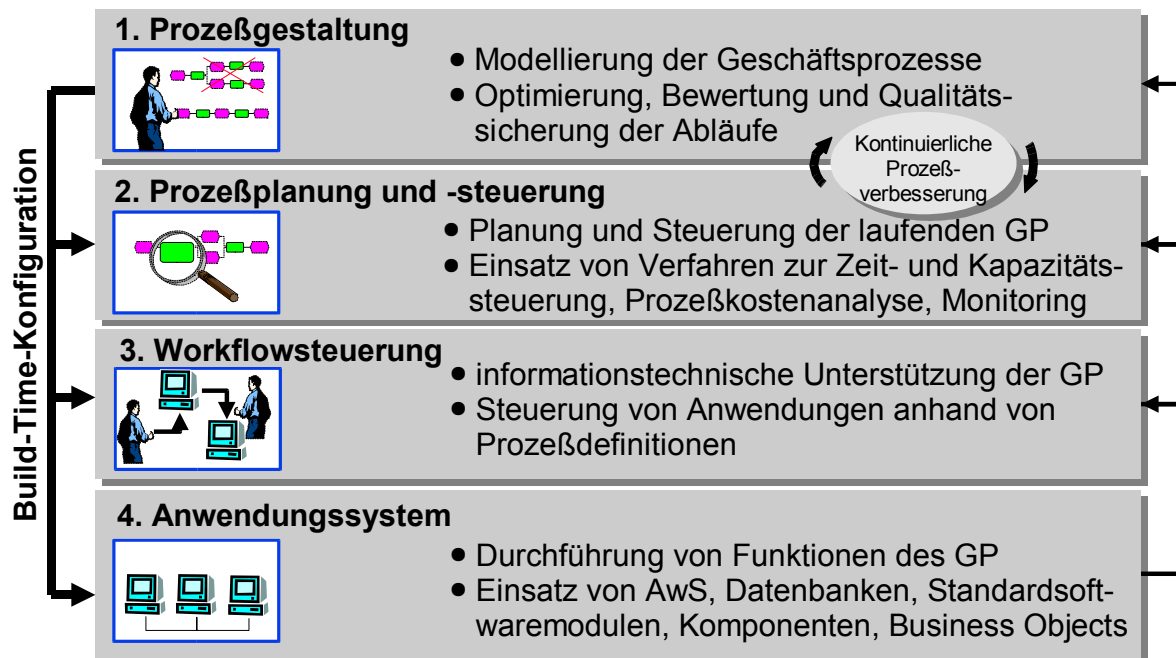 1. Prozeßgestaltung
• Modellierung der Geschäftsprozesse
• Optimierung, Bewertung und Qualitäts-
sicherung der Abläufe
Kontinuierliche
Prozeß-
verbesserung
2. Prozeßplanung und -steuerung
• Planung und Steuerung der laufenden GP
• Einsatz von Verfahren zur Zeit- und Kapazitäts-
steuerung, Prozeßkostenanalyse, Monitoring
3. Workflowsteuerung
• informationstechnische Unterstützung der GP
• Steuerung von Anwendungen anhand von
Prozeßdefinitionen
4. Anwendungssystem
• Durchführung von Funktionen des GP
• Einsatz von AwS, Datenbanken, Standardsoft-
waremodulen, Komponenten, Business Objects
Build-Time-Konfiguration